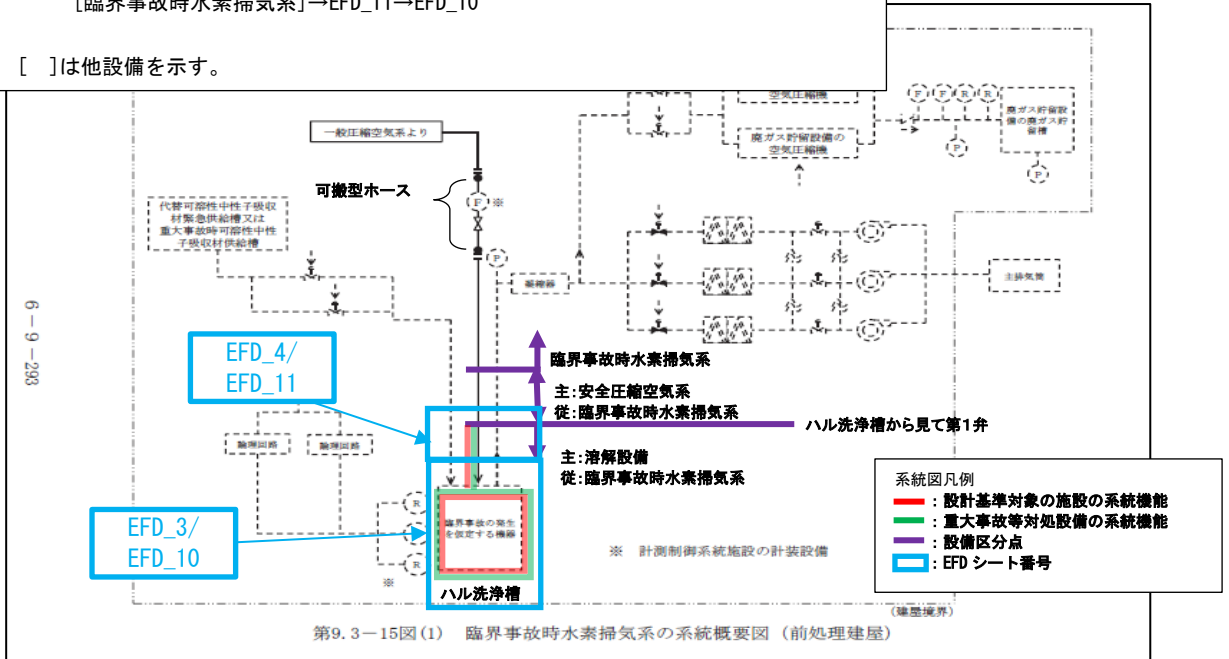 [臨界事故時水素掃気系]→EFD_11→EFD_10
[　]は他設備を示す。
空気圧縮機
廃ガス貯留設備の
空気圧縮機
F
F
R
R
廃ガス貯留設
備の廃ガス貯
留槽
P
P
一般圧縮空気系より
可搬型ホース
F
※
P
代替可溶性中性子吸収
材緊急供給槽又は
重大事故時可溶性中性
子吸収材供給槽
凝縮器
主排気筒
6－9－293
EFD_4/
EFD_11
臨界事故時水素掃気系
主:安全圧縮空気系
従:臨界事故時水素掃気系
ハル洗浄槽から見て第1弁
主:溶解設備
従:臨界事故時水素掃気系
論理回路
論理回路
EFD_3/
EFD_10
R
R
※
臨界事故の発生
を仮定する機器
ハル洗浄槽
※　計測制御系統施設の計装設備
系統図凡例
：設計基準対象の施設の系統機能
：重大事故等対処設備の系統機能
：設備区分点
：EFDシート番号
(建屋境界)
第9.3－15図(1)　臨界事故時水素掃気系の系統概要図（前処理建屋）